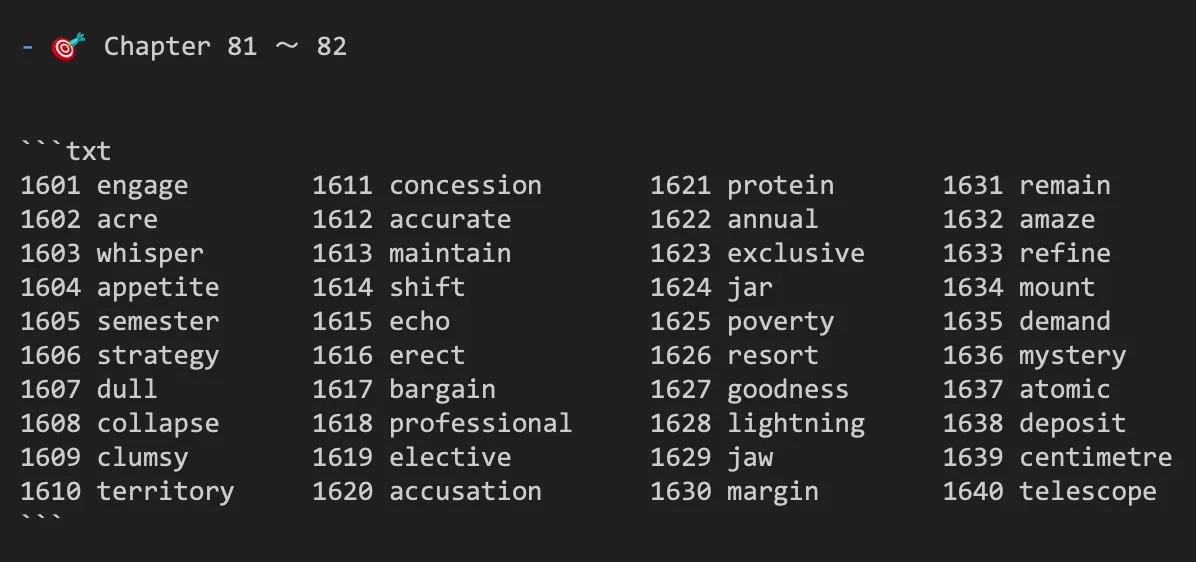 - 🎯 Chapter 81 ~ 82
```txt
1601 engage        1611 concession       1621 protein       1631 remain
1602 acre          1612 accurate         1622 annual        1632 amaze
1603 whisper       1613 maintain         1623 exclusive     1633 refine
1604 appetite      1614 shift            1624 jar           1634 mount
1605 semester      1615 echo             1625 poverty       1635 demand
1606 strategy      1616 erect            1626 resort        1636 mystery
1607 dull          1617 bargain          1627 goodness      1637 atomic
1608 collapse      1618 professional     1628 lightning     1638 deposit
1609 clumsy        1619 elective         1629 jaw           1639 centimetre
1610 territory     1620 accusation       1630 margin        1640 telescope
```